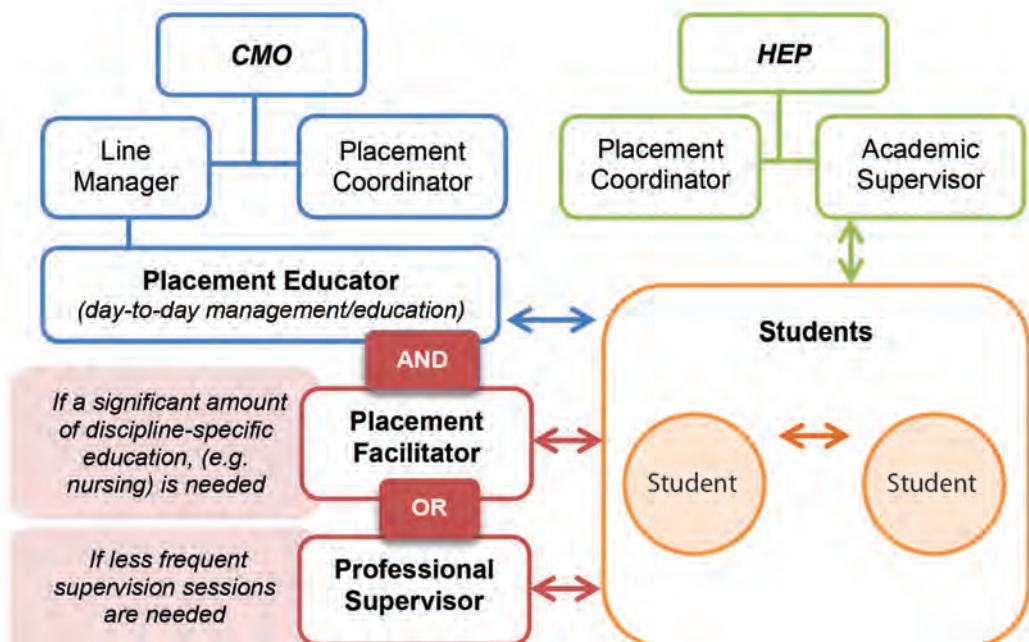 CMO
HEP
Line
Manager
Placement
Coordinator
Placement
Coordinator
Academic
Supervisor
Placement Educator
(day-to-day management/education)
Students
AND
If a significant amount
of discipline-specific
education, (e.g.
nursing) is needed
Placement
Facilitator
Student
Student
OR
If less frequent
supervision sessions
are needed
Professional
Supervisor